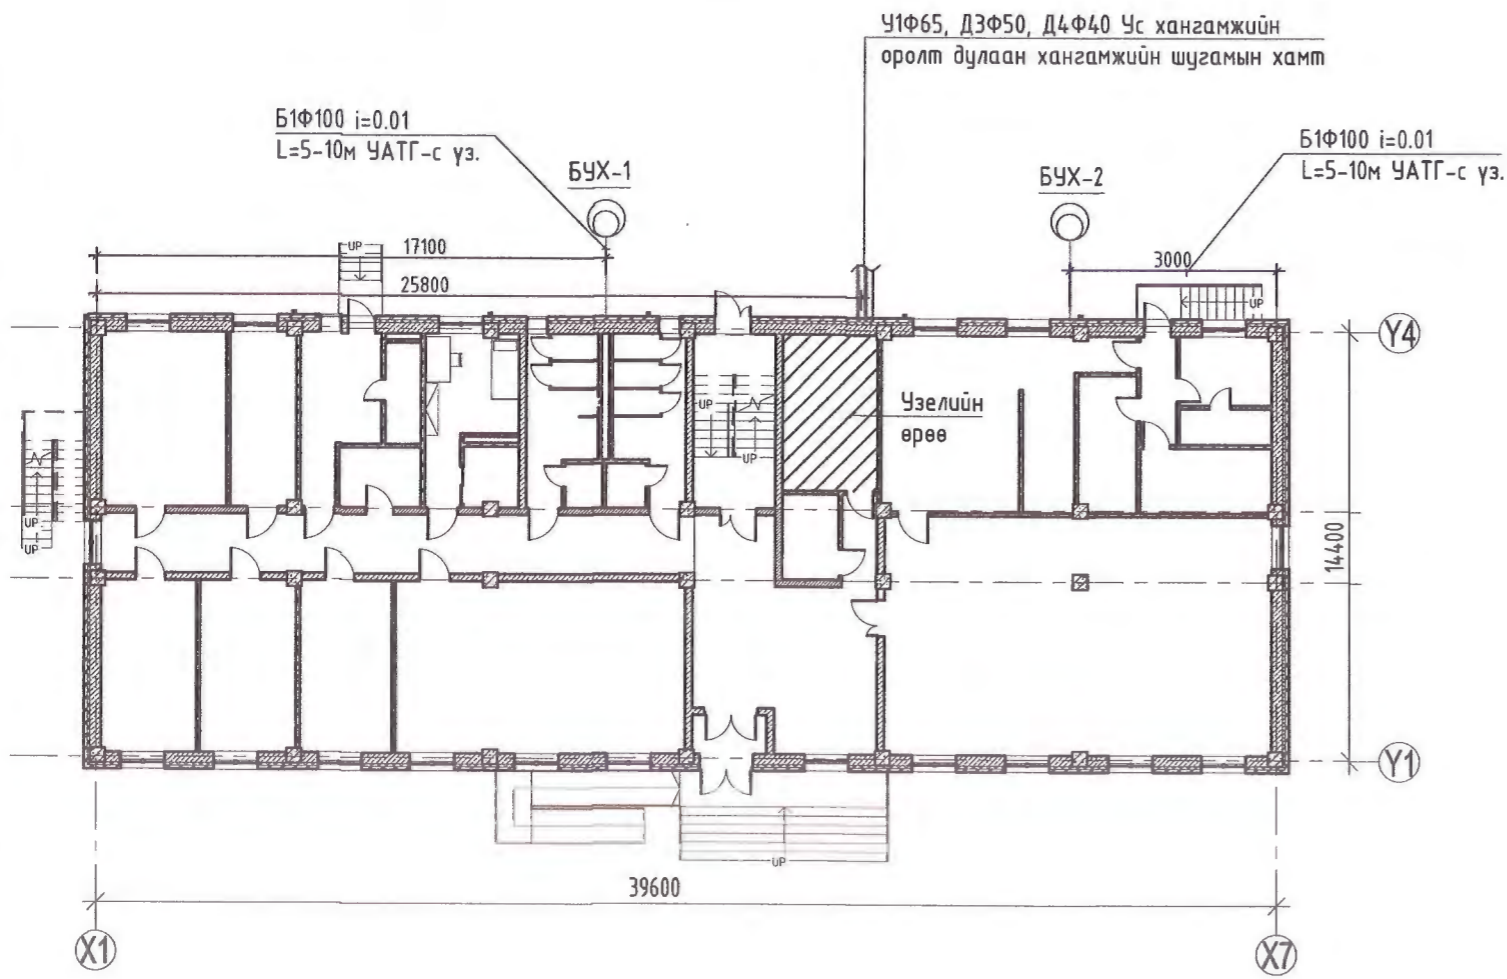 У1Ф65, Д3Ф50, Д4Ф40 Ус хангамжийн
оролт дулаан хангамжийн шугамын хамт
Б1Ф100 i=0.01
L=5-10м УАТГ-с үз.
Б1Ф100 i=0.01
L=5-10м УАТГ-с үз.
БУХ-1
БУХ-2
UP
17100
3000
25800
UP
Y4
Узелийн
өрөө
UP
UP
UP
UP
14400
Y1
UP
39600
X1
X7